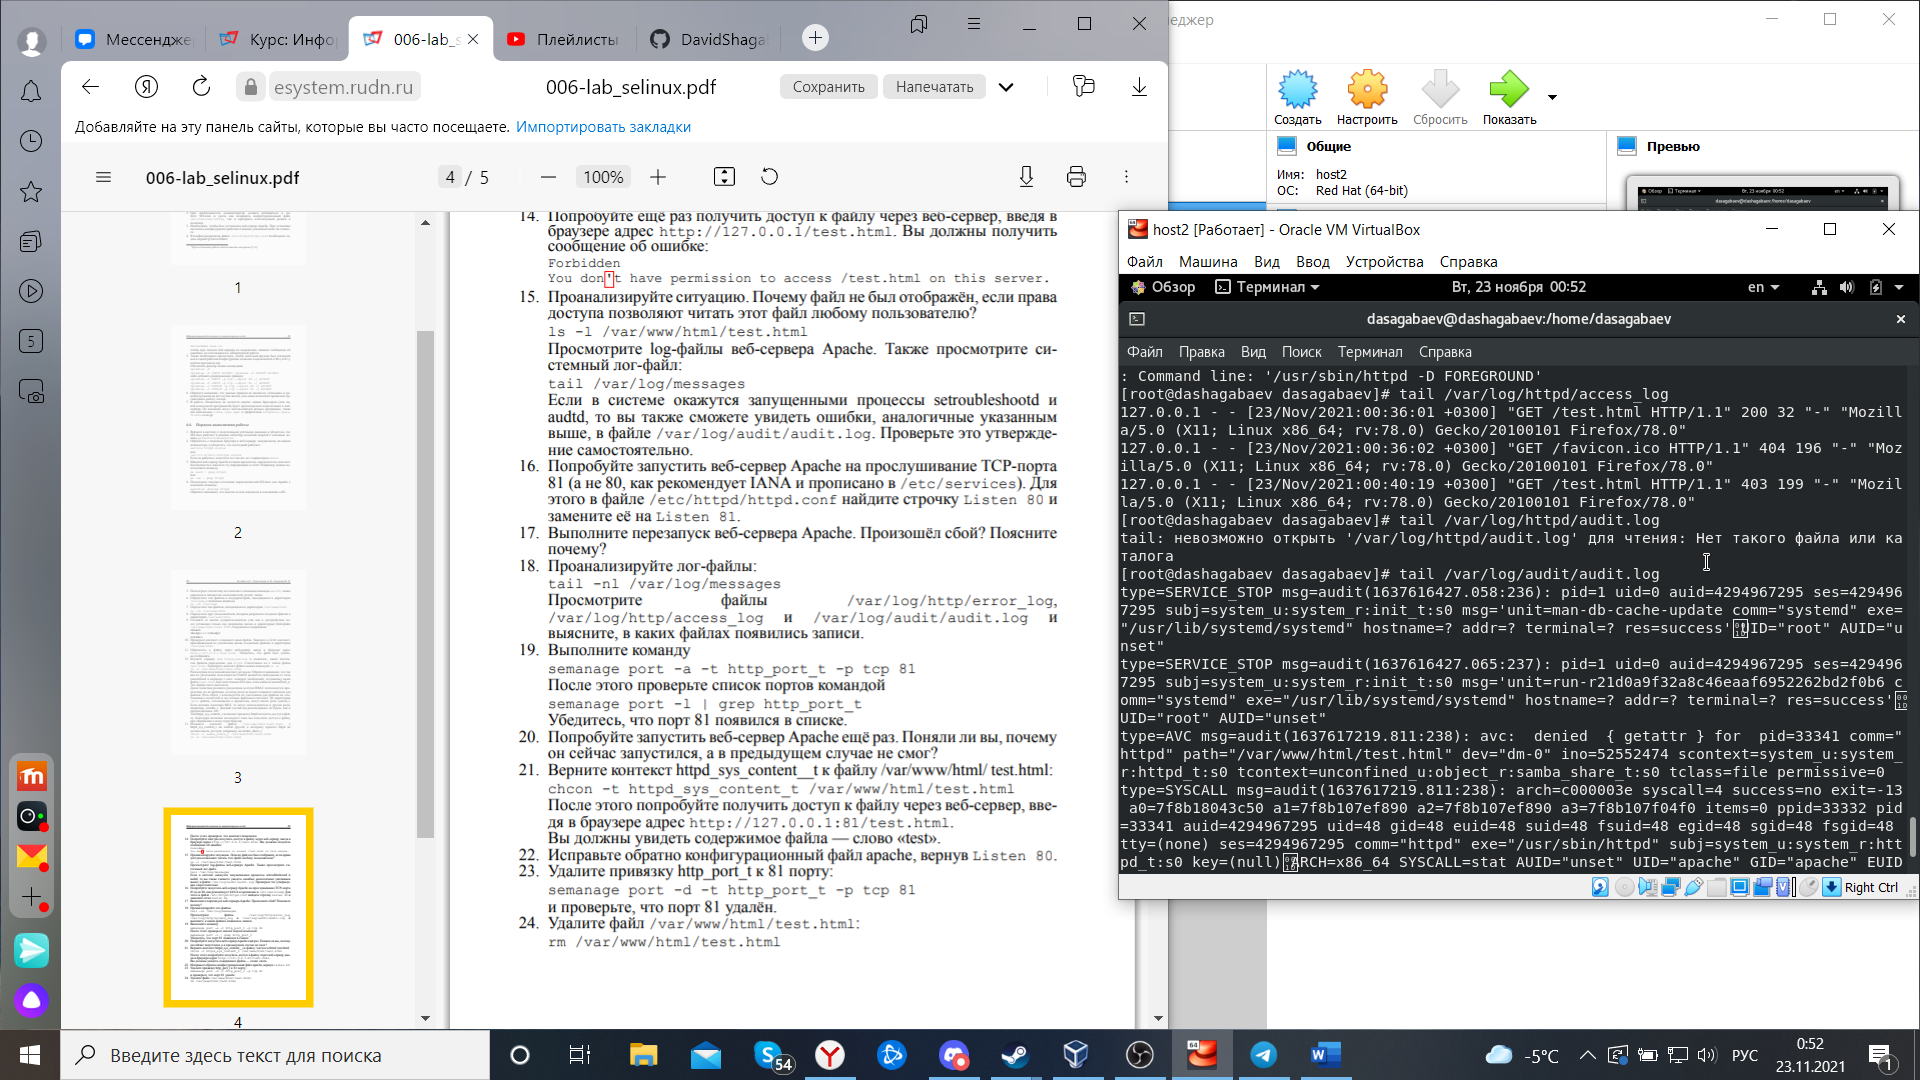 Мессендже
Курс: Инфо
006-lab_s
Плейлисты
DavidShaga
esystem.rudn.ru
006-lab_selinux.pdf
Сохранить
Напечатать
Добавляйте на эту панель сайты, которые вы часто посещаете. Импортировать закладки
006-lab_selinux.pdf
4 / 5
100%
5
1
2
3
4
14. Попробуйте ещё раз получить доступ к файлу через веб-сервер, введя в
браузере адрес http://127.0.0.1/test.html. Вы должны получить
сообщение об ошибке:
Forbidden
You don't have permission to access /test.html on this server.
15. Проанализируйте ситуацию. Почему файл не был отображён, если права
доступа позволяют читать этот файл любому пользователю?
ls -l /var/www/html/test.html
Просмотрите log-файлы веб-сервера Apache. Также просмотрите си-
стемный лог-файл:
tail /var/log/messages
Если в системе окажутся запущенными процессы setroubleshootd и
audtd, то вы также сможете увидеть ошибки, аналогичные указанным
выше, в файле /var/log/audit/audit.log. Проверьте это утвержде-
ние самостоятельно.
16. Попробуйте запустить веб-сервер Apache на прослушивание TCP-порта
81 (а не 80, как рекомендует IANA и прописано в /etc/services). Для
этого в файле /etc/httpd/httpd.conf найдите строчку Listen 80 и
замените её на Listen 81.
17. Выполните перезапуск веб-сервера Apache. Произошёл сбой? Поясните
почему?
18. Проанализируйте лог-файлы:
tail -nl /var/log/messages
Просмотрите файлы /var/log/http/error_log,
/var/log/http/access_log и /var/log/audit/audit.log и
выясните, в каких файлах появились записи.
19. Выполните команду
semanage port -a -t http_port_t -р tcp 81
После этого проверьте список портов командой
semanage port -l | grep http_port_t
Убедитесь, что порт 81 появился в списке.
20. Попробуйте запустить веб-сервер Apache ещё раз. Поняли ли вы, почему
он сейчас запустился, а в предыдущем случае не смог?
21. Верните контекст httpd_sys_content__t к файлу /var/www/html/ test.html:
chcon -t httpd_sys_content_t /var/www/html/test.html
После этого попробуйте получить доступ к файлу через веб-сервер, вве-
дя в браузере адрес http://127.0.0.1:81/test.html.
Вы должны увидеть содержимое файла — слово «test».
22. Исправьте обратно конфигурационный файл apache, вернув Listen 80.
23. Удалите привязку http_port_t к 81 порту:
semanage port -d -t http_port_t -p tcp 81
и проверьте, что порт 81 удалён.
24. Удалите файл /var/www/html/test.html:
rm /var/www/html/test.html
еджер
Создать
Настроить
Сбросить
Показать
Общие
Имя: host2
ОС: Red Hat (64-bit)
Превью
host2 [Работает] - Oracle VM VirtualBox
Файл Машина Вид Ввод Устройства Справка
Обзор Терминал Вт, 23 ноября 00:52 en
dasagabaev@dashagabaev:/home/dasagabaev
Файл Правка Вид Поиск Терминал Справка
: Command line: '/usr/sbin/httpd -D FOREGROUND'
[root@dashagabaev dasagabaev]# tail /var/log/httpd/access_log
127.0.0.1 - - [23/Nov/2021:00:36:01 +0300] "GET /test.html HTTP/1.1" 200 32 "-" "Mozill
a/5.0 (X11; Linux x86_64; rv:78.0) Gecko/20100101 Firefox/78.0"
127.0.0.1 - - [23/Nov/2021:00:36:02 +0300] "GET /favicon.ico HTTP/1.1" 404 196 "-" "Moz
illa/5.0 (X11; Linux x86_64; rv:78.0) Gecko/20100101 Firefox/78.0"
127.0.0.1 - - [23/Nov/2021:00:40:19 +0300] "GET /test.html HTTP/1.1" 403 199 "-" "Mozil
la/5.0 (X11; Linux x86_64; rv:78.0) Gecko/20100101 Firefox/78.0"
[root@dashagabaev dasagabaev]# tail /var/log/httpd/audit.log
tail: невозможно открыть '/var/log/httpd/audit.log' для чтения: Нет такого файла или ка
талога
[root@dashagabaev dasagabaev]# tail /var/log/audit/audit.log
type=SERVICE_START msg=audit(1637616427.058:236): pid=1 uid=0 auid=4294967295 ses=429496
7295 subj=system_u:system_r:init_t:s0 msg='unit=man-db-cache-update comm="systemd" exe=
"/usr/lib/systemd/systemd" hostname=? addr=? terminal=? res=success'UID="root" AUID="u
nset"
type=SERVICE_STOP msg=audit(1637616427.065:237): pid=1 uid=0 auid=4294967295 ses=429496
7295 subj=system_u:system_r:init_t:s0 msg='unit=run-r21d0a9f32a8c46eaaf6952262bd2f0b6 c
omm="systemd" exe="/usr/lib/systemd/systemd" hostname=? addr=? terminal=? res=success'
UID="root" AUID="unset"
type=AVC msg=audit(1637617219.811:238): avc: denied { getattr } for pid=33341 comm="
httpd" path="/var/www/html/test.html" dev="dm-0" ino=52552474 scontext=system_u:system_
r:httpd_t:s0 tcontext=unconfined_u:object_r:samba_share_t:s0 tclass=file permissive=0
type=SYSCALL msg=audit(1637617219.811:238): arch=c000003e syscall=4 success=no exit=-13
a0=7f8b18043c50 a1=7f8b107ef890 a2=7f8b107ef890 a3=7f8b107f04f0 items=0 ppid=33332 pid
=33341 auid=4294967295 uid=48 gid=48 euid=48 suid=48 fsuid=48 egid=48 sgid=48 fsgid=48
tty=(none) ses=4294967295 comm="httpd" exe="/usr/sbin/httpd" subj=system_u:system_r:htt
pd_t:s0 key=(null)ARCH=x86_64 SYSCALL=stat AUID="unset" UID="apache" GID="apache" EUID
Right Ctrl
Введите здесь текст для поиска
54
-5°C
РУС
0:52
23.11.2021
1